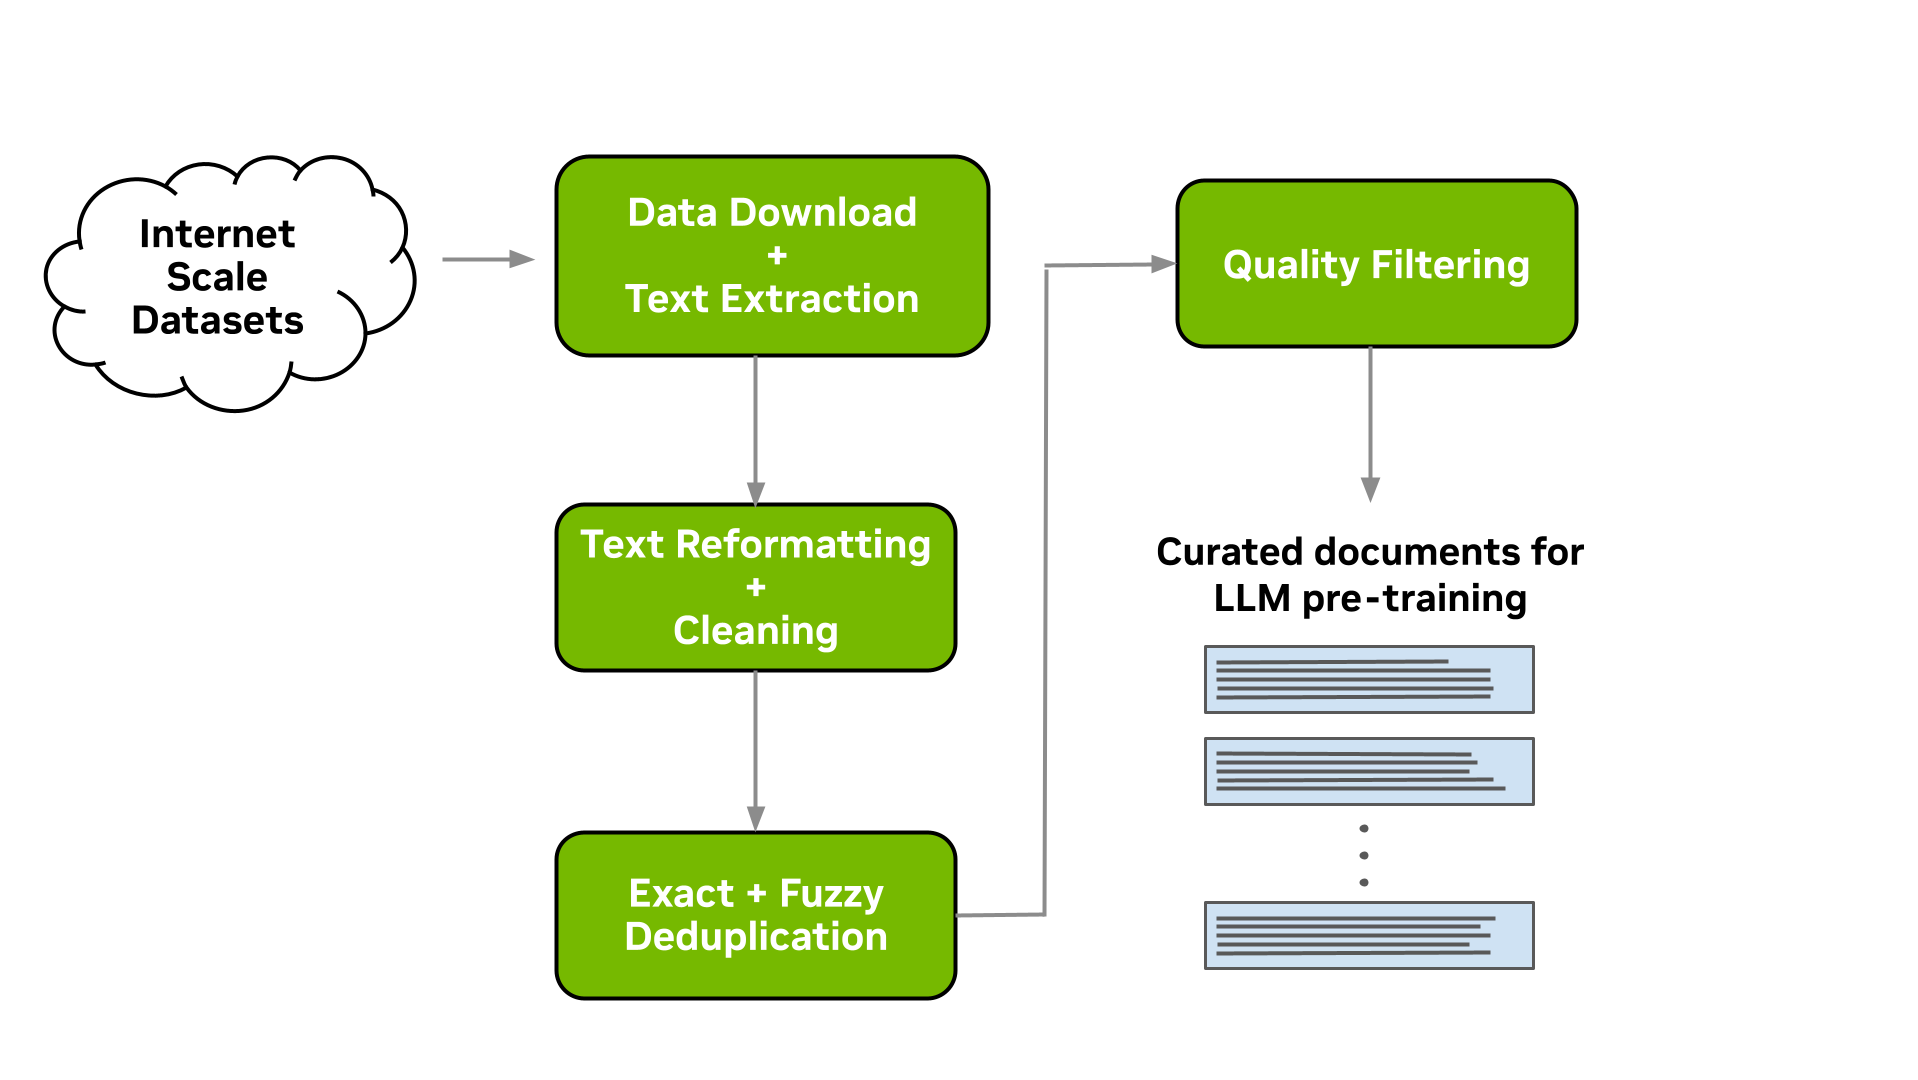 Internet
Scale
Datasets
Data Download
+
Text Extraction
Text Reformatting
+
Cleaning
Exact + Fuzzy
Deduplication
Quality Filtering
Curated documents for
LLM pre-training